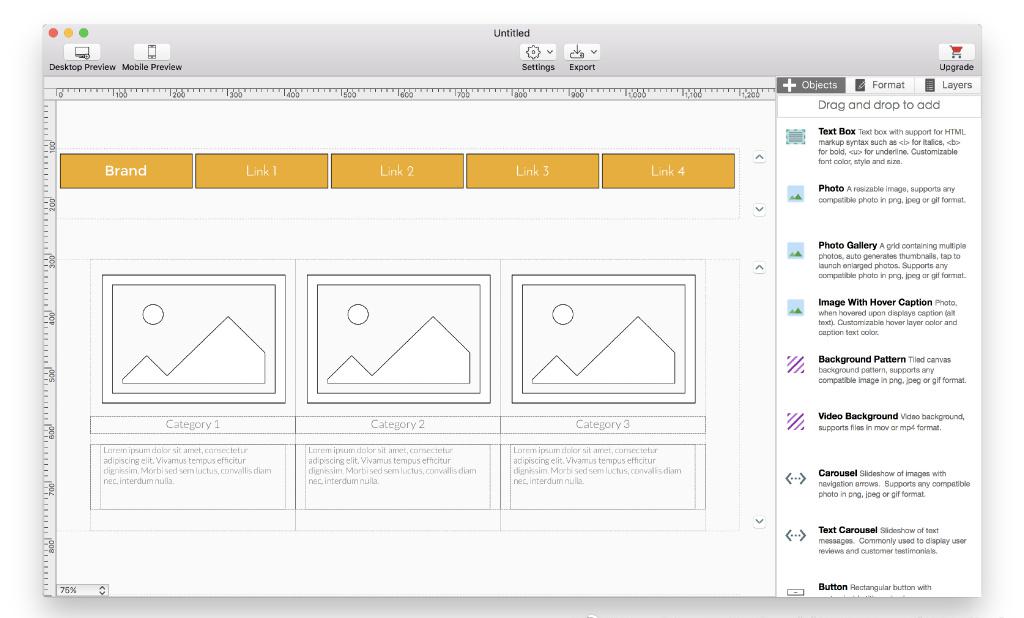 Untitled
Desktop Preview Mobile Preview Settings Export Upgrade
Objects Format Layers
0 100 200 300 400 500 600 700 800 900 1,000 1,100 1,200
Drag and drop to add
100
200
300
400
500
600
700
800
Brand Link 1 Link 2 Link 3 Link 4
Category 1 Category 2 Category 3
Lorem ipsum dolor sit amet, consectetur
adipiscing elit. Vivamus tempus efficitur
dignissim. Morbi sed sem luctus, convallis diam
nec, interdum nulla.
Lorem ipsum dolor sit amet, consectetur
adipiscing elit. Vivamus tempus efficitur
dignissim. Morbi sed sem luctus, convallis diam
nec, interdum nulla.
Lorem ipsum dolor sit amet, consectetur
adipiscing elit. Vivamus tempus efficitur
dignissim. Morbi sed sem luctus, convallis diam
nec, interdum nulla.
75%
Text Box Text box with support for HTML
markup syntax such as <i> for italics, <b>
for bold, <u> for underline. Customizable
font color, style and size.
Photo A resizable image, supports any
compatible photo in png, jpeg or gif format.
Photo Gallery A grid containing multiple
photos, auto generates thumbnails, tap to
launch enlarged photos. Supports any
compatible photo in png, jpeg or gif format.
Image With Hover Caption Photo,
when hovered upon displays caption (alt
text). Customizable hover layer color and
caption text color.
Background Pattern Tiled canvas
background pattern, supports any
compatible image in png, jpeg or gif format.
Video Background Video background,
supports files in mov or mp4 format.
Carousel Slideshow of images with
navigation arrows. Supports any compatible
photo in png, jpeg or gif format.
Text Carousel Slideshow of text
messages. Commonly used to display user
reviews and customer testimonials.
Button Rectangular button with